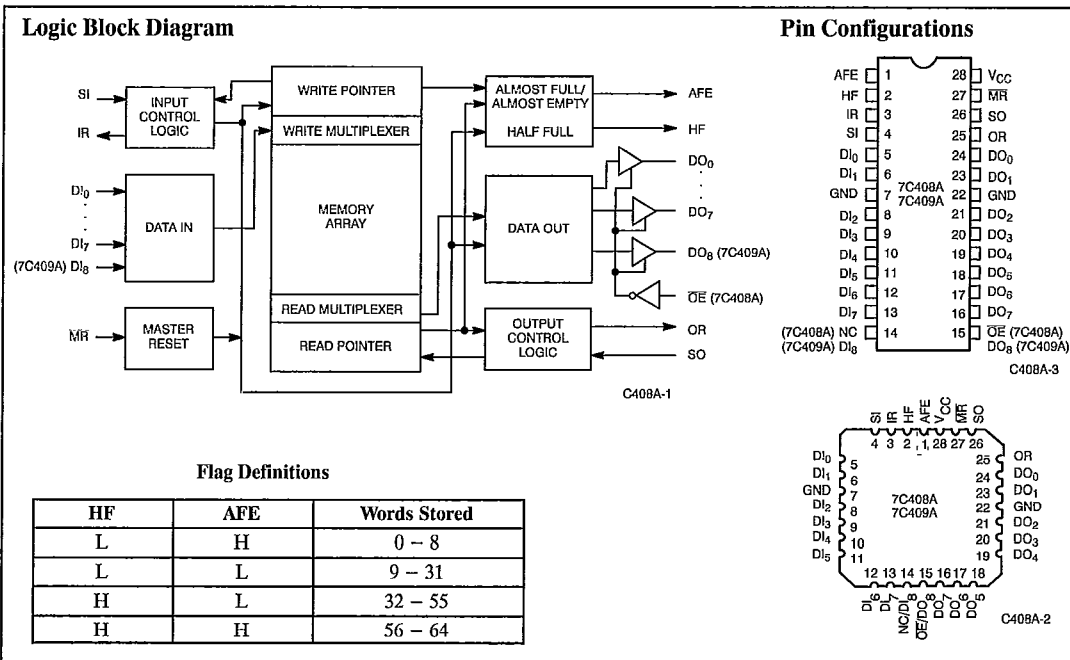 Logic Block Diagram
SI
IR
INPUT
CONTROL
LOGIC
WRITE POINTER
WRITE MULTIPLEXER
MEMORY
ARRAY
READ MULTIPLEXER
READ POINTER
ALMOST FULL/
ALMOST EMPTY
HALF FULL
AFE
HF
DI0
DI7
(7C409A) DI8
DATA IN
DATA OUT
DO0
DO7
DO8 (7C409A)
OE (7C408A)
MR
MASTER
RESET
OUTPUT
CONTROL
LOGIC
OR
SO
C408A-1
Flag Definitions
HF AFE Words Stored
L H 0 – 8
L L 9 – 31
H L 32 – 55
H H 56 – 64
Pin Configurations
AFE 1 28 VCC
HF 2 27 MR
IR 3 26 SO
SI 4 25 OR
DI0 5 24 DO0
DI1 6 23 DO1
GND 7 22 GND
7C408A
7C409A
DI2 8 21 DO2
DI3 9 20 DO3
DI4 10 19 DO4
DI5 11 18 DO5
DI6 12 17 DO6
DI7 13 16 DO7
(7C408A) NC 14 15 OE (7C408A)
(7C409A) DI8 DO8 (7C409A)
C408A-3
SI IR HF AFE VCC MR SO
4 3 2 1 28 27 26
DI0 5 25 OR
DI1 6 24 DO0
GND 7 23 DO1
DI2 8 22 GND
DI3 9 21 DO2
DI4 10 20 DO3
DI5 11 19 DO4
7C408A
7C409A
12 13 14 15 16 17 18
DI6 DI7 NC/DI8 OE/DO8 DO7 DO6 DO5
C408A-2